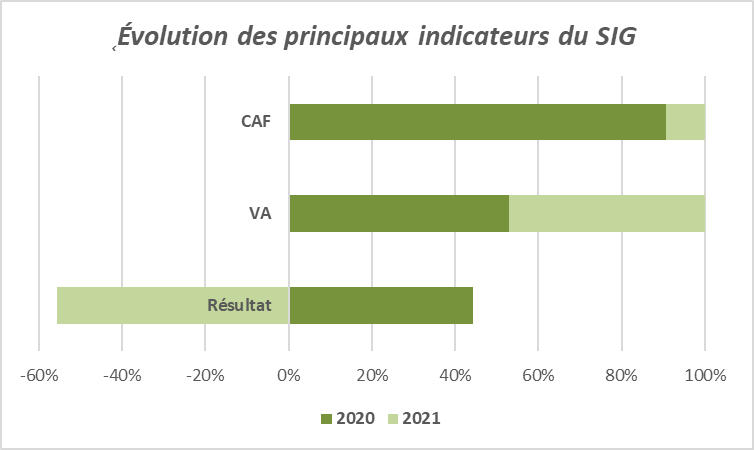 Évolution des principaux indicateurs du SIG
CAF
VA
Résultat
-60% -40% -20% 0% 20% 40% 60% 80% 100%
2020 2021